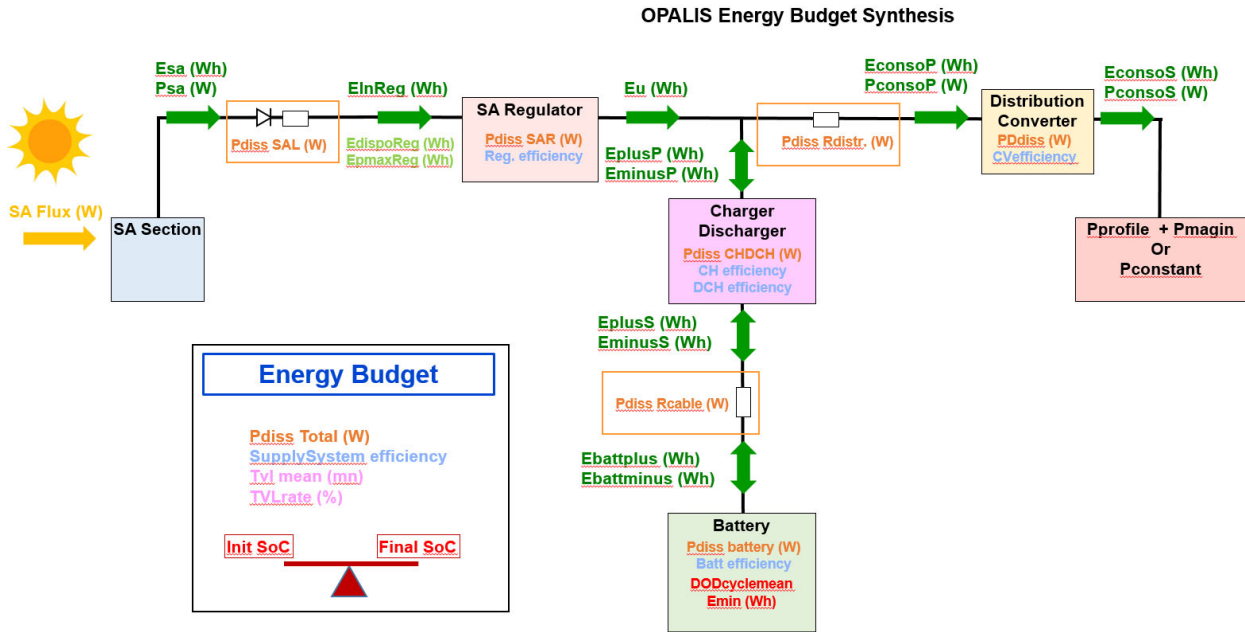 OPALIS Energy Budget Synthesis
Esa (Wh)
Psa (W)
EInReg (Wh)
Eu (Wh)
EconsoP (Wh)
PconsoP (W)
EconsoS (Wh)
PconsoS (W)
Pdiss SAL (W)
EdispoReg (Wh)
EpmaxReg (Wh)
SA Regulator
Pdiss SAR (W)
Reg. efficiency
EplusP (Wh)
EminusP (Wh)
Pdiss Rdistr. (W)
Distribution
Converter
PDdiss (W)
CVefficiency
SA Flux (W)
SA Section
Charger
Discharger
Pdiss CHDCH (W)
CH efficiency
DCH efficiency
Pprofile + Pmagin
Or
Pconstant
EplusS (Wh)
EminusS (Wh)
Energy Budget
Pdiss Total (W)
SupplySystem efficiency
Tvl mean (mn)
TVLrate (%)
Init SoC
Final SoC
Pdiss Rcable (W)
Ebattplus (Wh)
Ebattminus (Wh)
Battery
Pdiss battery (W)
Batt efficiency
DODcyclemean
Emin (Wh)